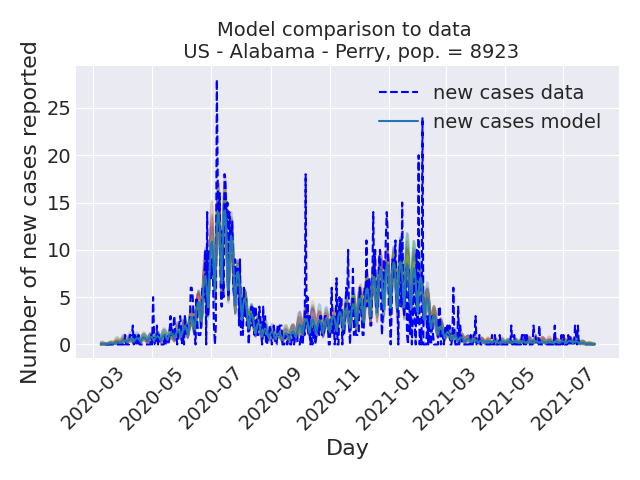 Model comparison to data
US - Alabama - Perry, pop. = 8923
new cases data
new cases model
Number of new cases reported
25
20
15
10
5
0
2020-03
2020-05
2020-07
2020-09
2020-11
2021-01
2021-03
2021-05
2021-07
Day